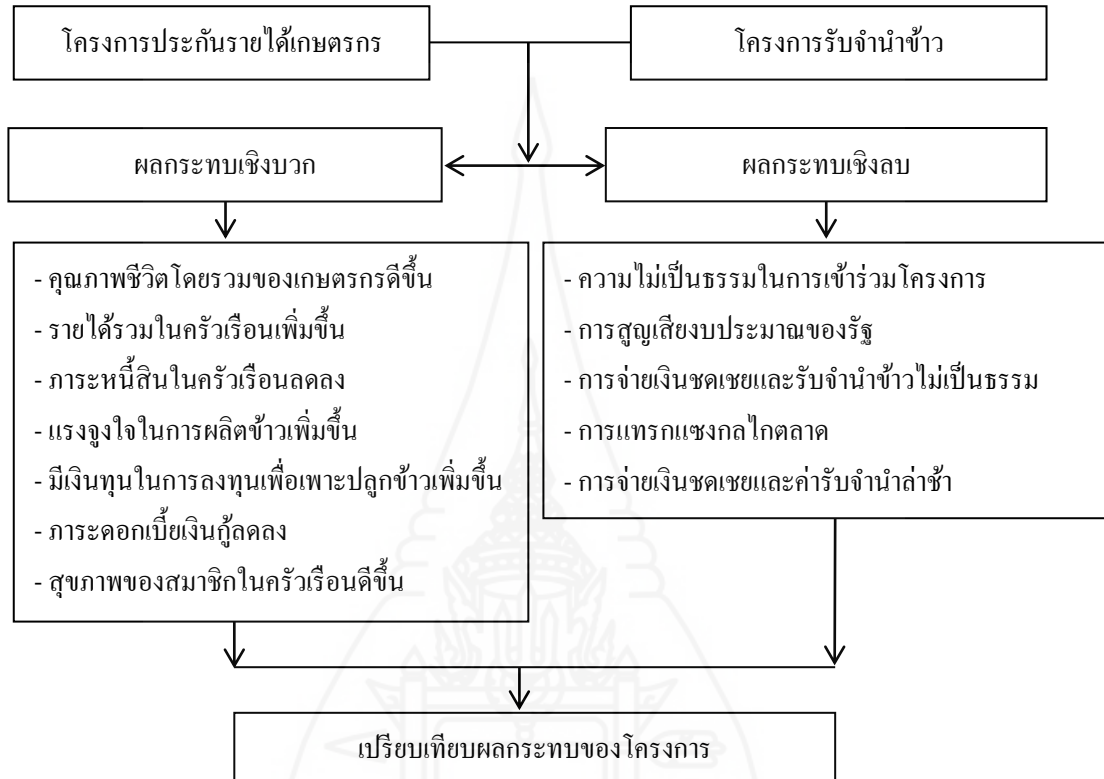 โครงการประกันรายได้เกษตรกร
โครงการรับจำนำข้าว
ผลกระทบเชิงบวก
ผลกระทบเชิงลบ
- คุณภาพชีวิตโดยรวมของเกษตรกรดีขึ้น
- รายได้รวมในครัวเรือนเพิ่มขึ้น
- ภาระหนี้สินในครัวเรือนลดลง
- แรงจูงใจในการผลิตข้าวเพิ่มขึ้น
- มีเงินทุนในการลงทุนเพื่อเพาะปลูกข้าวเพิ่มขึ้น
- ภาระดอกเบี้ยเงินกู้ลดลง
- สุขภาพของสมาชิกในครัวเรือนดีขึ้น
- ความไม่เป็นธรรมในการเข้าร่วมโครงการ
- การสูญเสียงบประมาณของรัฐ
- การจ่ายเงินชดเชยและรับจำนำข้าวไม่เป็นธรรม
- การแทรกแซงกลไกตลาด
- การจ่ายเงินชดเชยและค่ารับจำนำล่าช้า
เปรียบเทียบผลกระทบของโครงการ